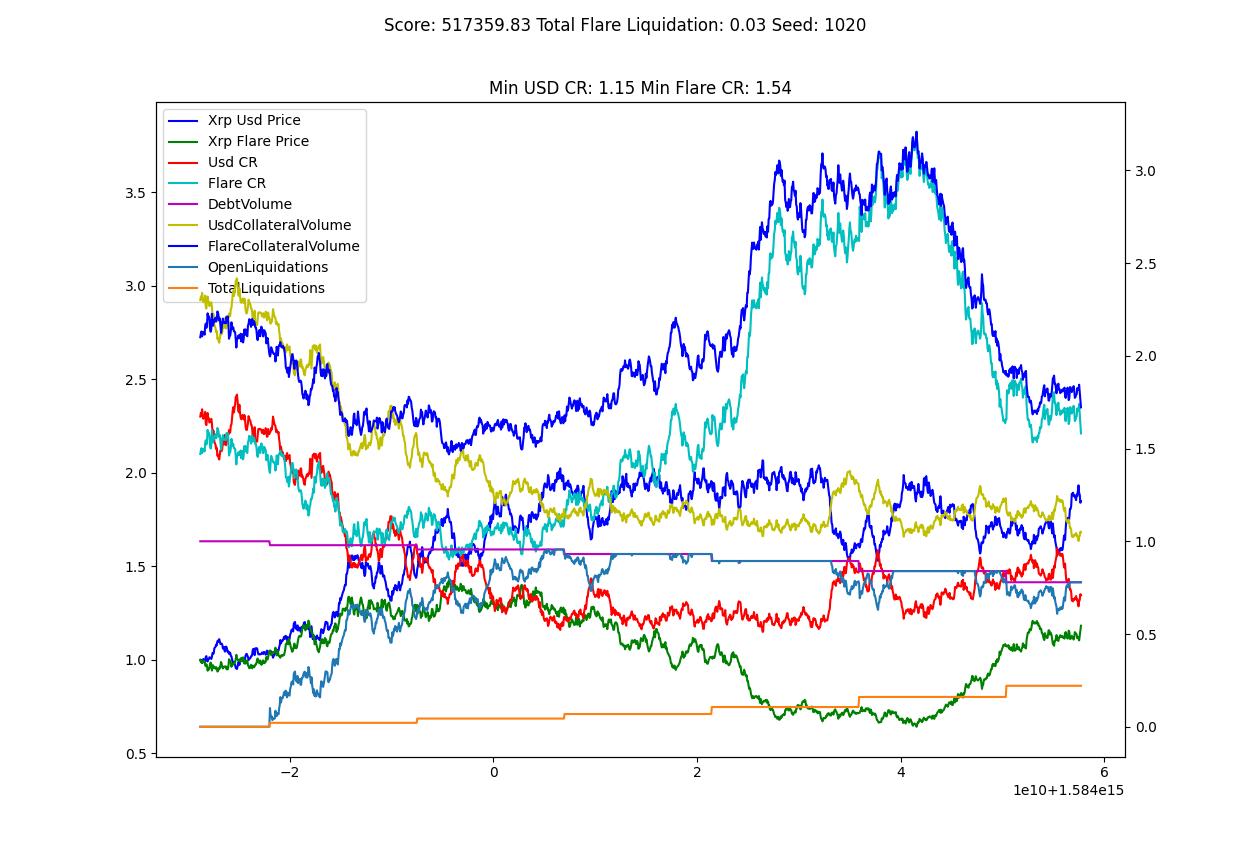 Score: 517359.83 Total Flare Liquidation: 0.03 Seed: 1020
Min USD CR: 1.15 Min Flare CR: 1.54
Xrp Usd Price
Xrp Flare Price
Usd CR
Flare CR
DebtVolume
UsdCollateralVolume
FlareCollateralVolume
OpenLiquidations
TotalLiquidations
3.5
3.0
2.5
2.0
1.5
1.0
0.5
3.0
2.5
2.0
1.5
1.0
0.5
0.0
−2
0
2
4
6
1e10+1.584e15